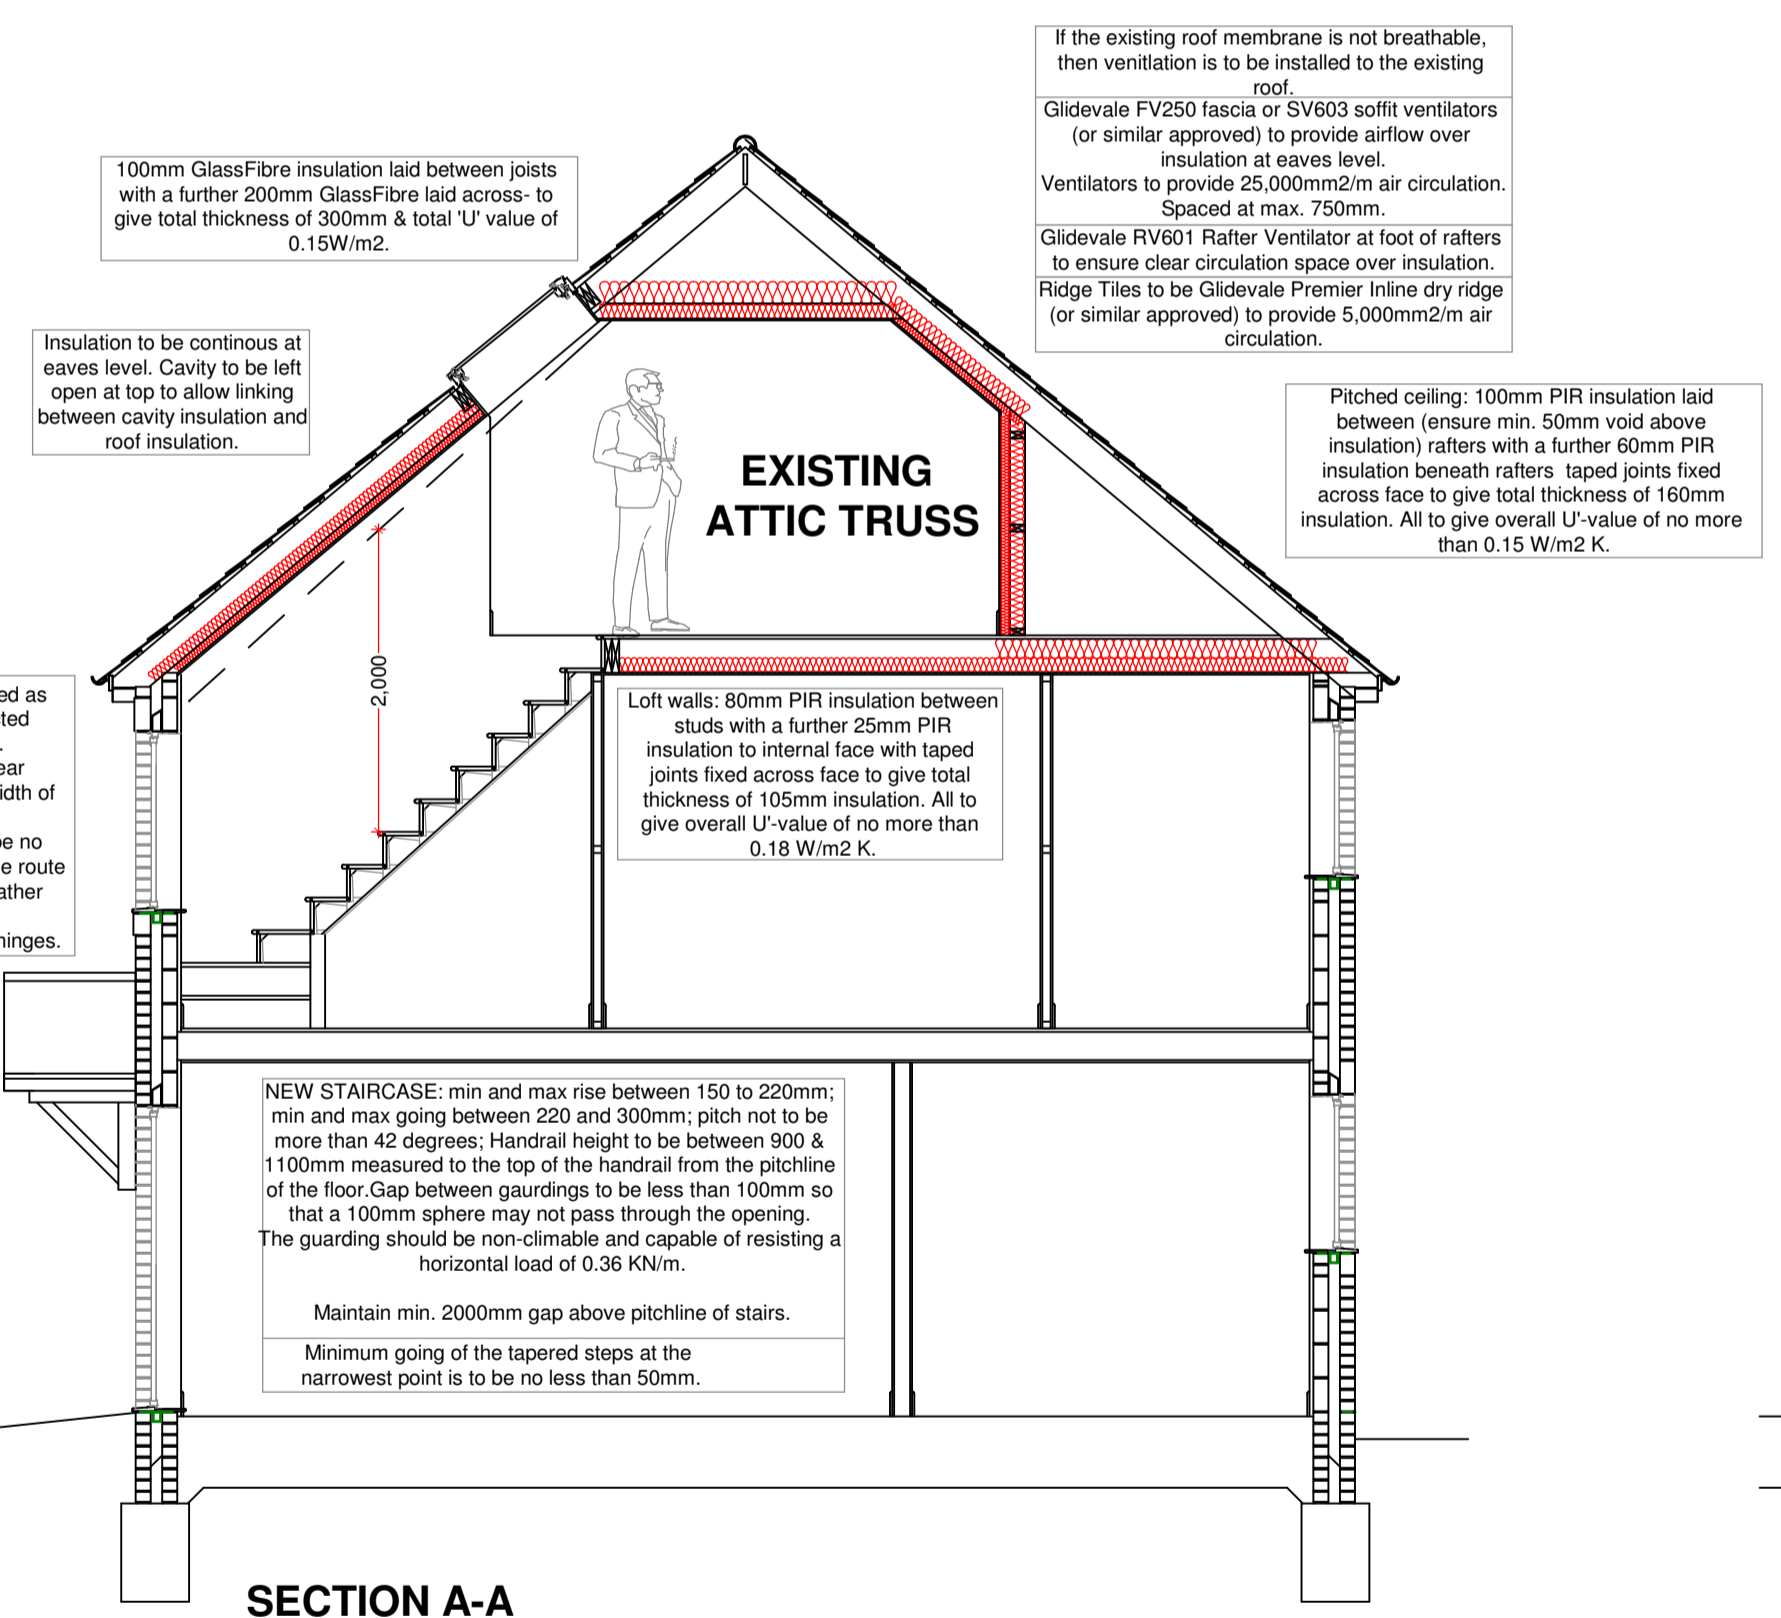 If the existing roof membrane is not breathable,
then venitlation is to be installed to the existing
roof.
Glidevale FV250 fascia or SV603 soffit ventilators
(or similar approved) to provide airflow over
insulation at eaves level.
Ventilators to provide 25,000mm2/m air circulation.
Spaced at max. 750mm.
Glidevale RV601 Rafter Ventilator at foot of rafters
to ensure clear circulation space over insulation.
Ridge Tiles to be Glidevale Premier Inline dry ridge
(or similar approved) to provide 5,000mm2/m air
circulation.
100mm GlassFibre insulation laid between joists
with a further 200mm GlassFibre laid across- to
give total thickness of 300mm & total 'U' value of
0.15W/m2.
Insulation to be continous at
eaves level. Cavity to be left
open at top to allow linking
between cavity insulation and
roof insulation.
Pitched ceiling: 100mm PIR insulation laid
between (ensure min. 50mm void above
insulation) rafters with a further 60mm PIR
insulation beneath rafters taped joints fixed
across face to give total thickness of 160mm
insulation. All to give overall U'-value of no more
than 0.15 W/m2 K.
EXISTING
ATTIC TRUSS
2,000
ed as
ted
.
ear
idth of
be no
e route
ather
hinges.
Loft walls: 80mm PIR insulation between
studs with a further 25mm PIR
insulation to internal face with taped
joints fixed across face to give total
thickness of 105mm insulation. All to
give overall U'-value of no more than
0.18 W/m2 K.
NEW STAIRCASE: min and max rise between 150 to 220mm;
min and max going between 220 and 300mm; pitch not to be
more than 42 degrees; Handrail height to be between 900 &
1100mm measured to the top of the handrail from the pitchline
of the floor.Gap between gaurdings to be less than 100mm so
that a 100mm sphere may not pass through the opening.
The guarding should be non-climable and capable of resisting a
horizontal load of 0.36 KN/m.
Maintain min. 2000mm gap above pitchline of stairs.
Minimum going of the tapered steps at the
narrowest point is to be no less than 50mm.
SECTION A-A